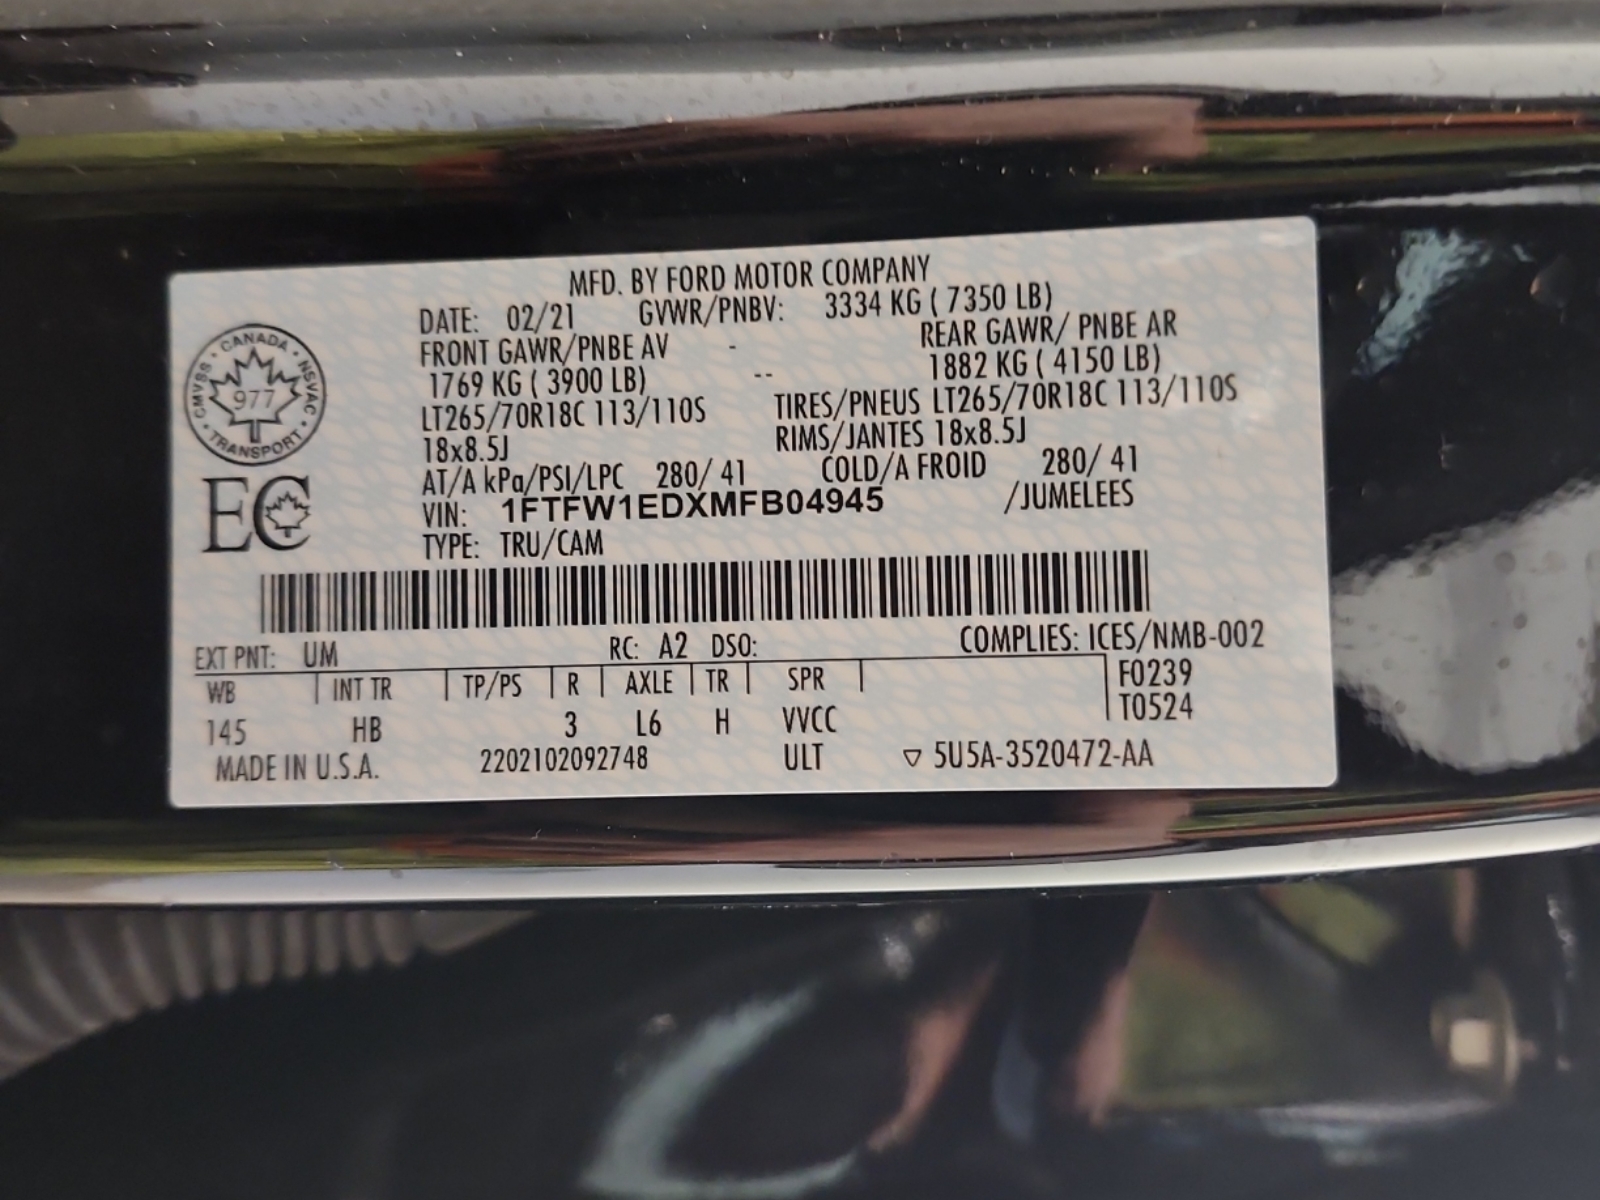 MFD. BY FORD MOTOR COMPANY
DATE: 02/21 GVWR/PNBV: 3334 KG ( 7350 LB)
FRONT GAWR/PNBE AV - REAR GAWR/ PNBE AR
1769 KG ( 3900 LB) -- 1882 KG ( 4150 LB)
LT265/70R18C 113/110S TIRES/PNEUS LT265/70R18C 113/110S
18x8.5J RIMS/JANTES 18x8.5J
AT/A kPa/PSI/LPC 280/ 41 COLD/A FROID 280/ 41
VIN: 1FTFW1EDXMFB04945 /JUMELEES
TYPE: TRU/CAM
CANADA
CMVSS
NSVAC
977
TRANSPORT
EC
EXT PNT: UM RC: A2 DSO: COMPLIES: ICES/NMB-002
WB INT TR TP/PS R AXLE TR SPR F0239
T0524
145 HB 3 L6 H VVCC
MADE IN U.S.A. 2202102092748 ULT ▽ 5U5A-3520472-AA